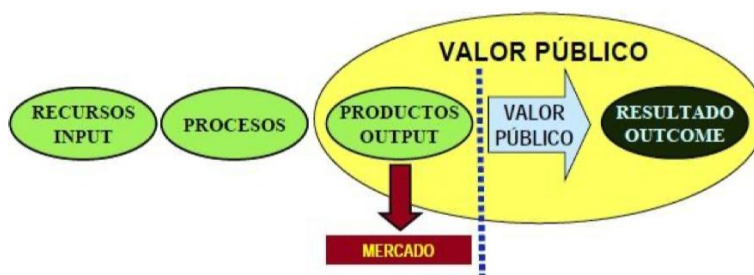 VALOR PÚBLICO
RECURSOS
INPUT
PROCESOS
PRODUCTOS
OUTPUT
VALOR
PÚBLICO
RESULTADO
OUTCOME
MERCADO